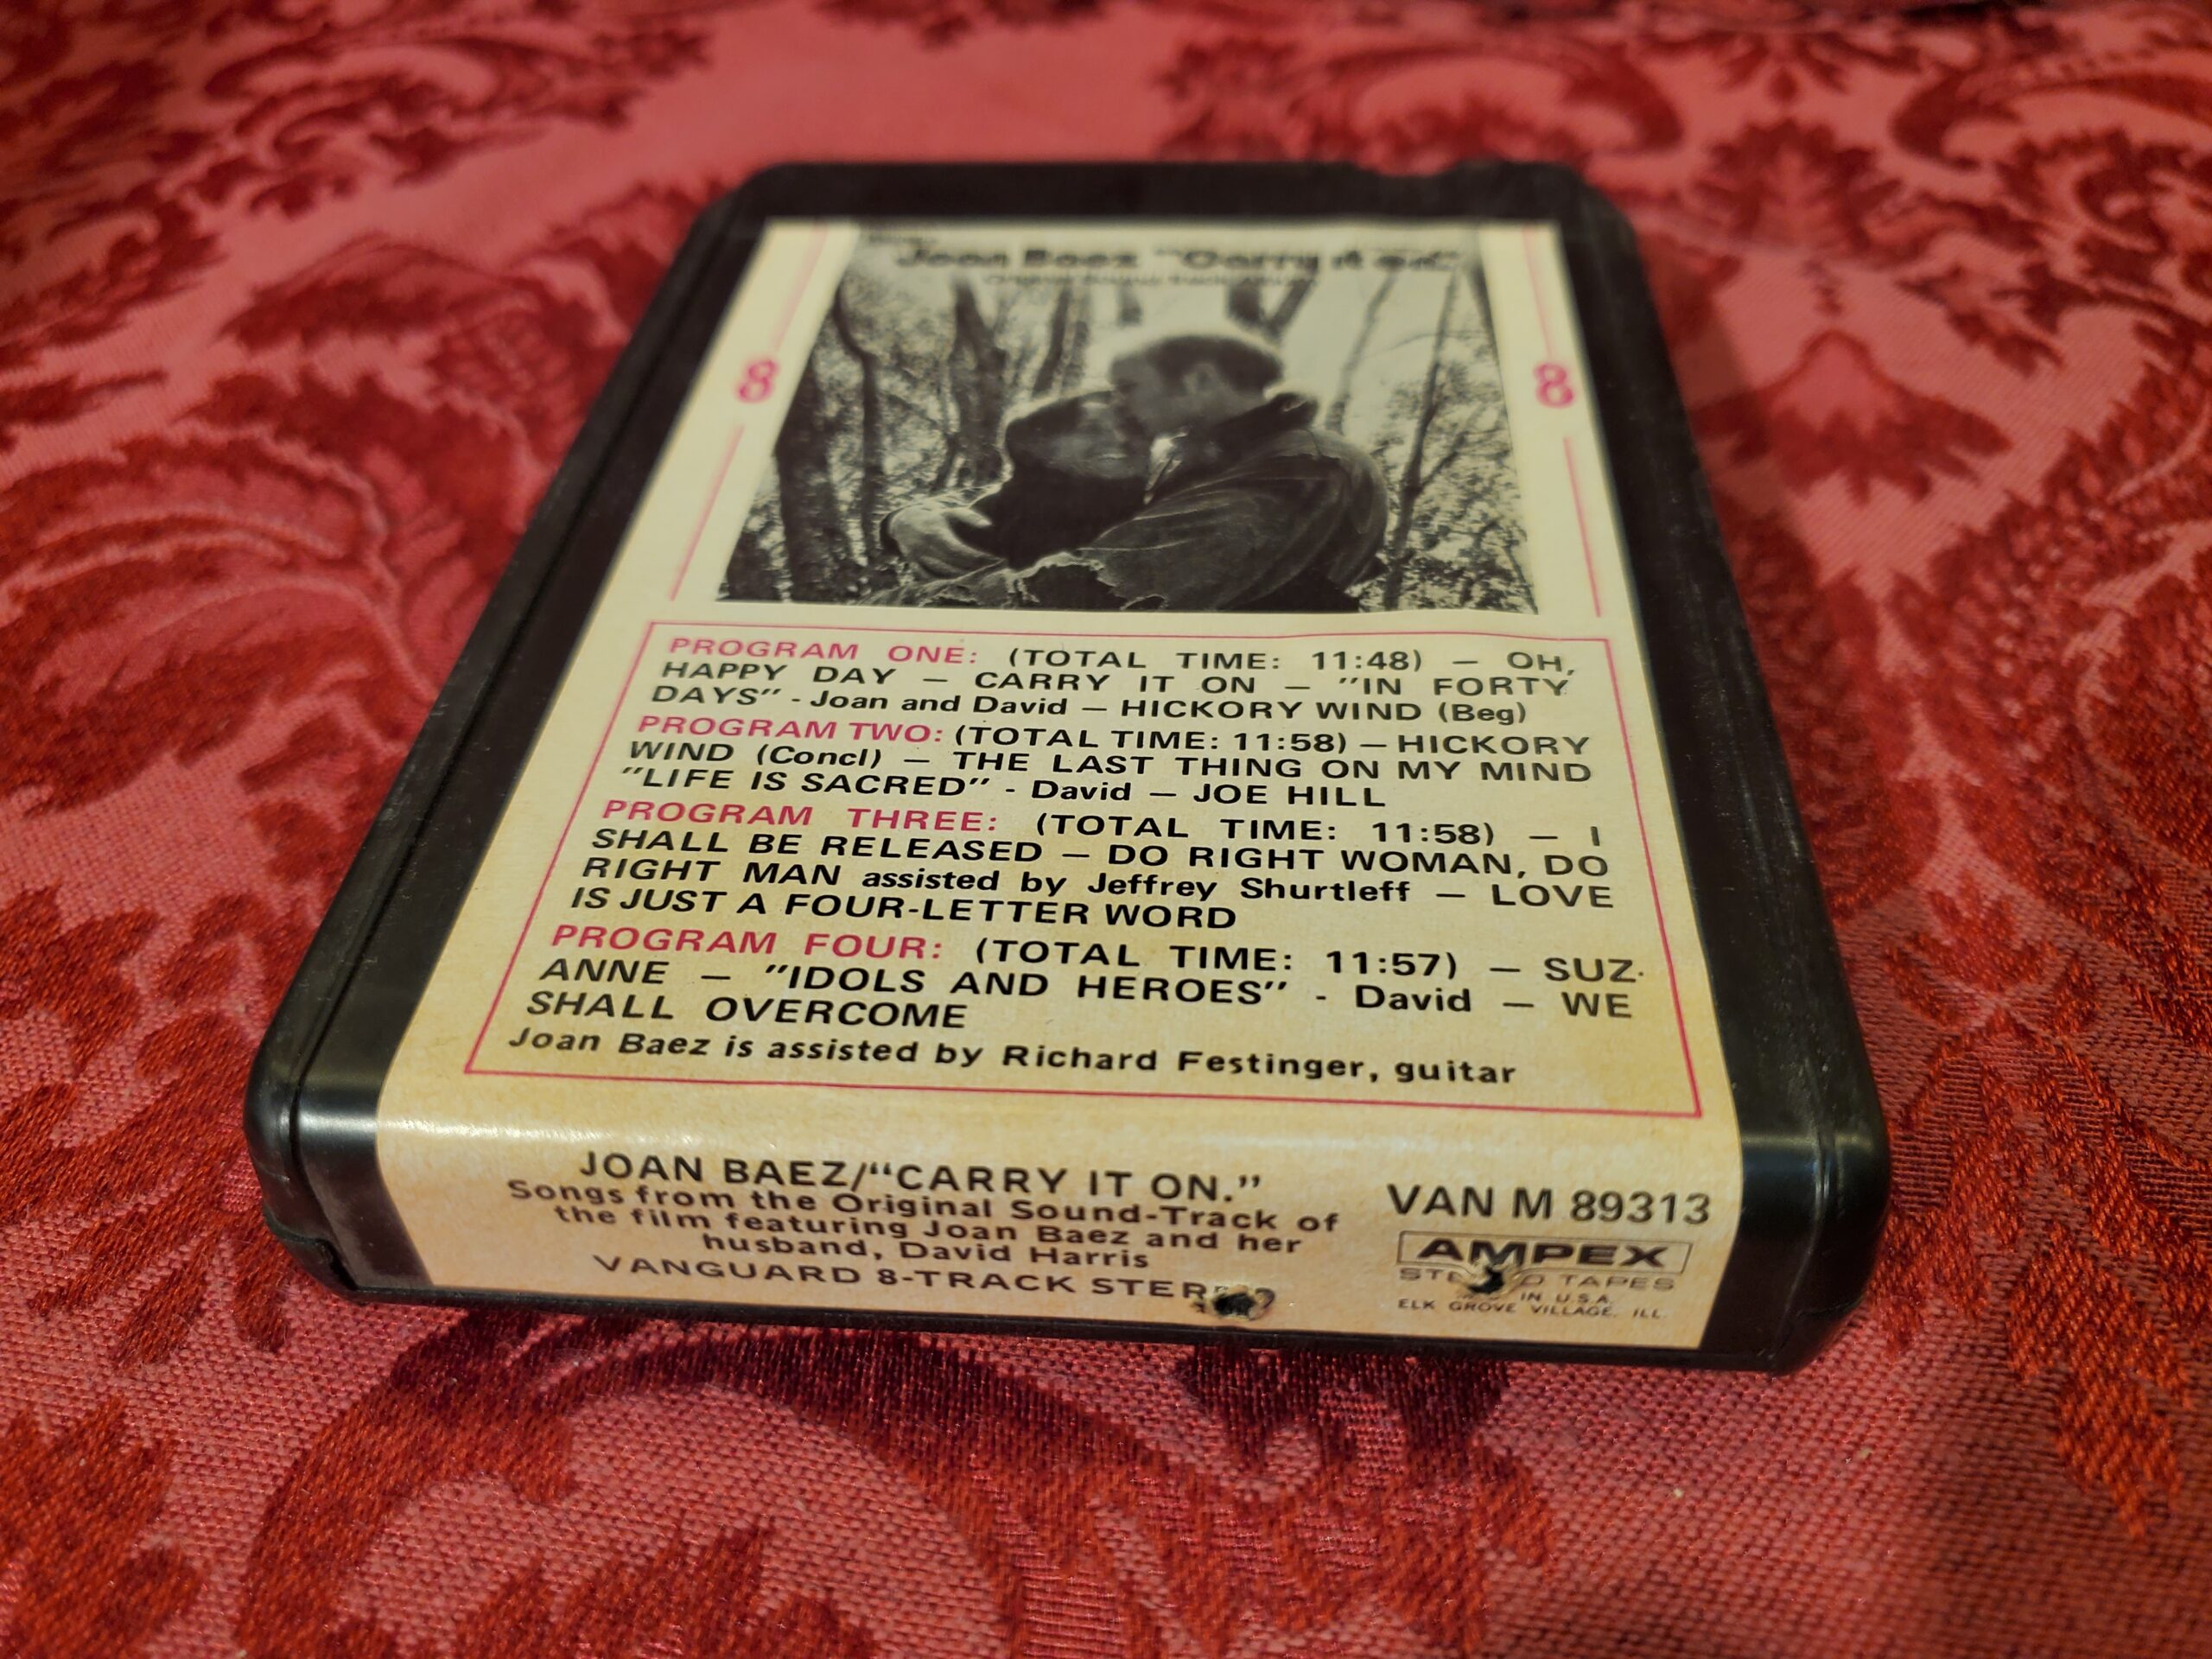 Joan Baez "Carry it on"
8
8
PROGRAM ONE: (TOTAL TIME: 11:48) — OH,
HAPPY DAY — CARRY IT ON — "IN FORTY
DAYS" - Joan and David — HICKORY WIND (Beg)
PROGRAM TWO: (TOTAL TIME: 11:58) — HICKORY
WIND (Concl) — THE LAST THING ON MY MIND
"LIFE IS SACRED" - David — JOE HILL
PROGRAM THREE: (TOTAL TIME: 11:58) — I
SHALL BE RELEASED — DO RIGHT WOMAN, DO
RIGHT MAN assisted by Jeffrey Shurtleff — LOVE
IS JUST A FOUR-LETTER WORD
PROGRAM FOUR: (TOTAL TIME: 11:57) — SUZ-
ANNE — "IDOLS AND HEROES" - David — WE
SHALL OVERCOME
Joan Baez is assisted by Richard Festinger, guitar
JOAN BAEZ/"CARRY IT ON."
Songs from the Original Sound-Track of
the film featuring Joan Baez and her
husband, David Harris
VANGUARD 8-TRACK
VAN M 89313
AMPEX
TAPES
IN U.S.A.
ELK GROVE VILLAGE, ILL.